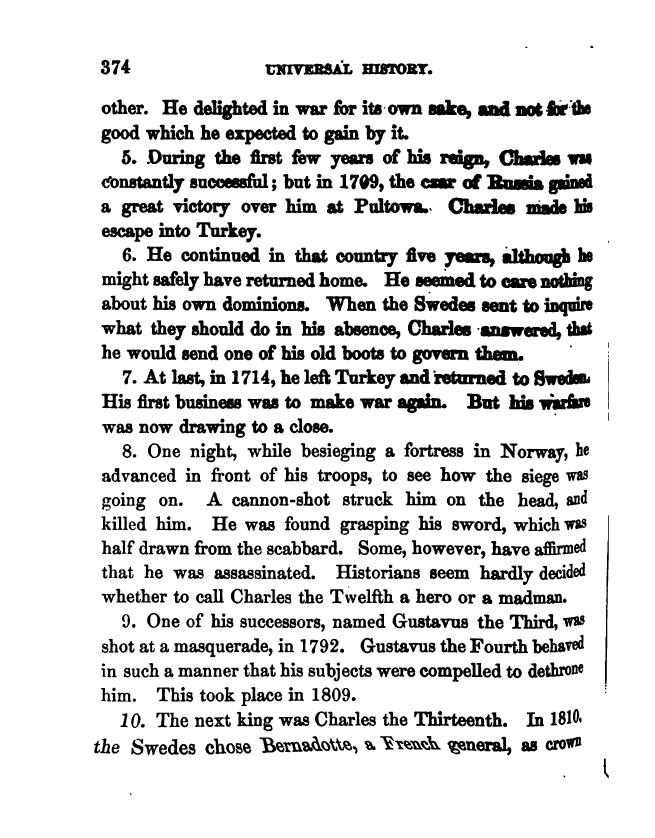 374 UNIVERSAL HISTORY.
other. He delighted in war for its own sake, and not for the
good which he expected to gain by it.
5. During the first few years of his reign, Charles was
constantly successful; but in 1709, the czar of Russia gained
a great victory over him at Pultowa. Charles made his
escape into Turkey.
6. He continued in that country five years, although he
might safely have returned home. He seemed to care nothing
about his own dominions. When the Swedes sent to inquire
what they should do in his absence, Charles answered, that
he would send one of his old boots to govern them.
7. At last, in 1714, he left Turkey and returned to Sweden.
His first business was to make war again. But his warfare
was now drawing to a close.
8. One night, while besieging a fortress in Norway, he
advanced in front of his troops, to see how the siege was
going on. A cannon-shot struck him on the head, and
killed him. He was found grasping his sword, which was
half drawn from the scabbard. Some, however, have affirmed
that he was assassinated. Historians seem hardly decided
whether to call Charles the Twelfth a hero or a madman.
9. One of his successors, named Gustavus the Third, was
shot at a masquerade, in 1792. Gustavus the Fourth behaved
in such a manner that his subjects were compelled to dethrone
him. This took place in 1809.
10. The next king was Charles the Thirteenth. In 1810,
the Swedes chose Bernadotte, a French general, as crown